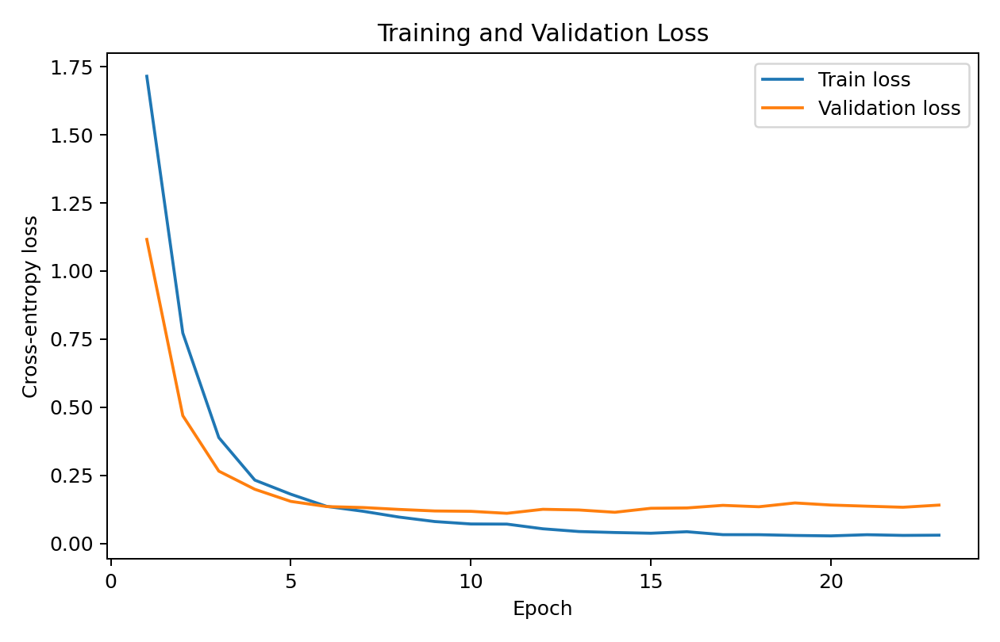 Training and Validation Loss
Train loss
Validation loss
Cross-entropy loss
1.75
1.50
1.25
1.00
0.75
0.50
0.25
0.00
0 5 10 15 20
Epoch